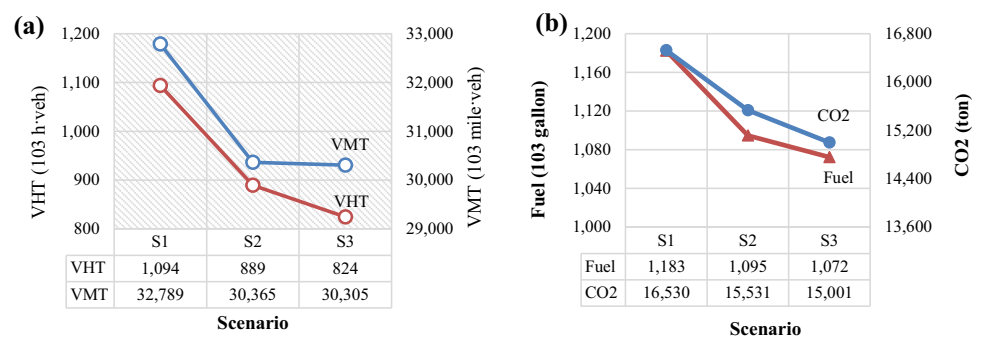 (a)
1,200
1,100
1,000
900
800
VHT (103 h·veh)
33,000
32,000
31,000
30,000
29,000
VMT (103 mile·veh)
VMT
VHT
S1 S2 S3
VHT 1,094 889 824
VMT 32,789 30,365 30,305
Scenario
(b)
1,200
1,160
1,120
1,080
1,040
1,000
Fuel (103 gallon)
16,800
16,000
15,200
14,400
13,600
CO2 (ton)
CO2
Fuel
S1 S2 S3
Fuel 1,183 1,095 1,072
CO2 16,530 15,531 15,001
Scenario